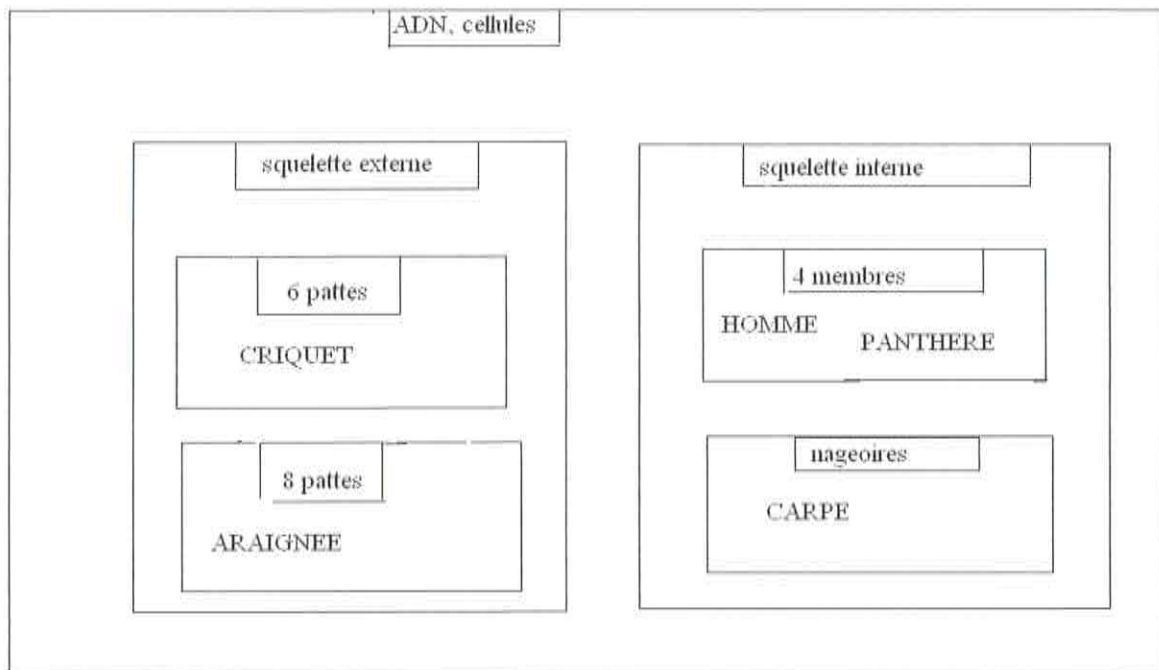 ADN, cellules
squelette externe
6 pattes
CRIQUET
8 pattes
ARAIGNEE
squelette interne
4 membres
HOMME
PANTHERE
nageoires
CARPE